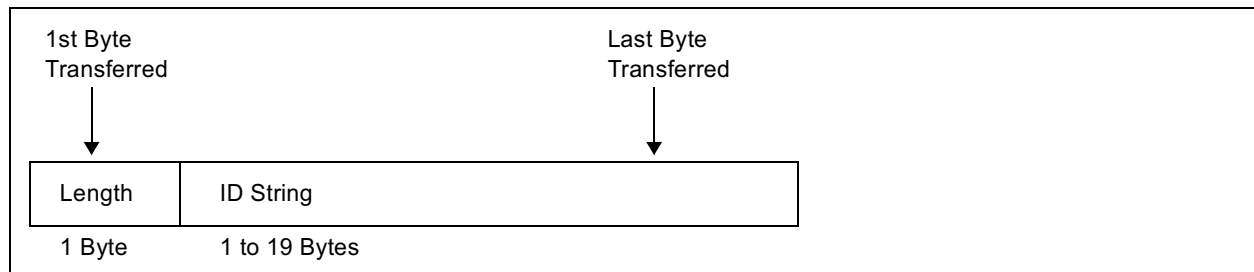 1st Byte
Transferred
Last Byte
Transferred
Length
ID String
1 Byte
1 to 19 Bytes